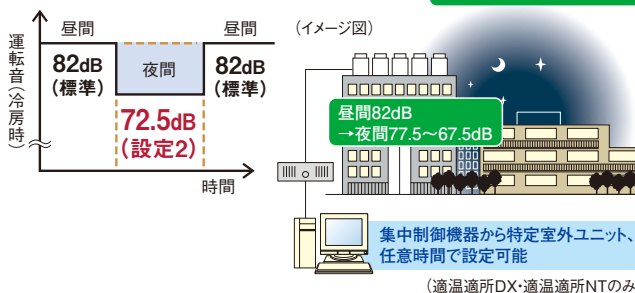 昼間
昼間
運転音(冷房時)
82dB
(標準)
夜間
82dB
(標準)
72.5dB
(設定2)
時間
(イメージ図)
昼間82dB
→夜間77.5〜67.5dB
集中制御機器から特定室外ユニット、
任意時間で設定可能
(適温適所DX・適温適所NTのみ